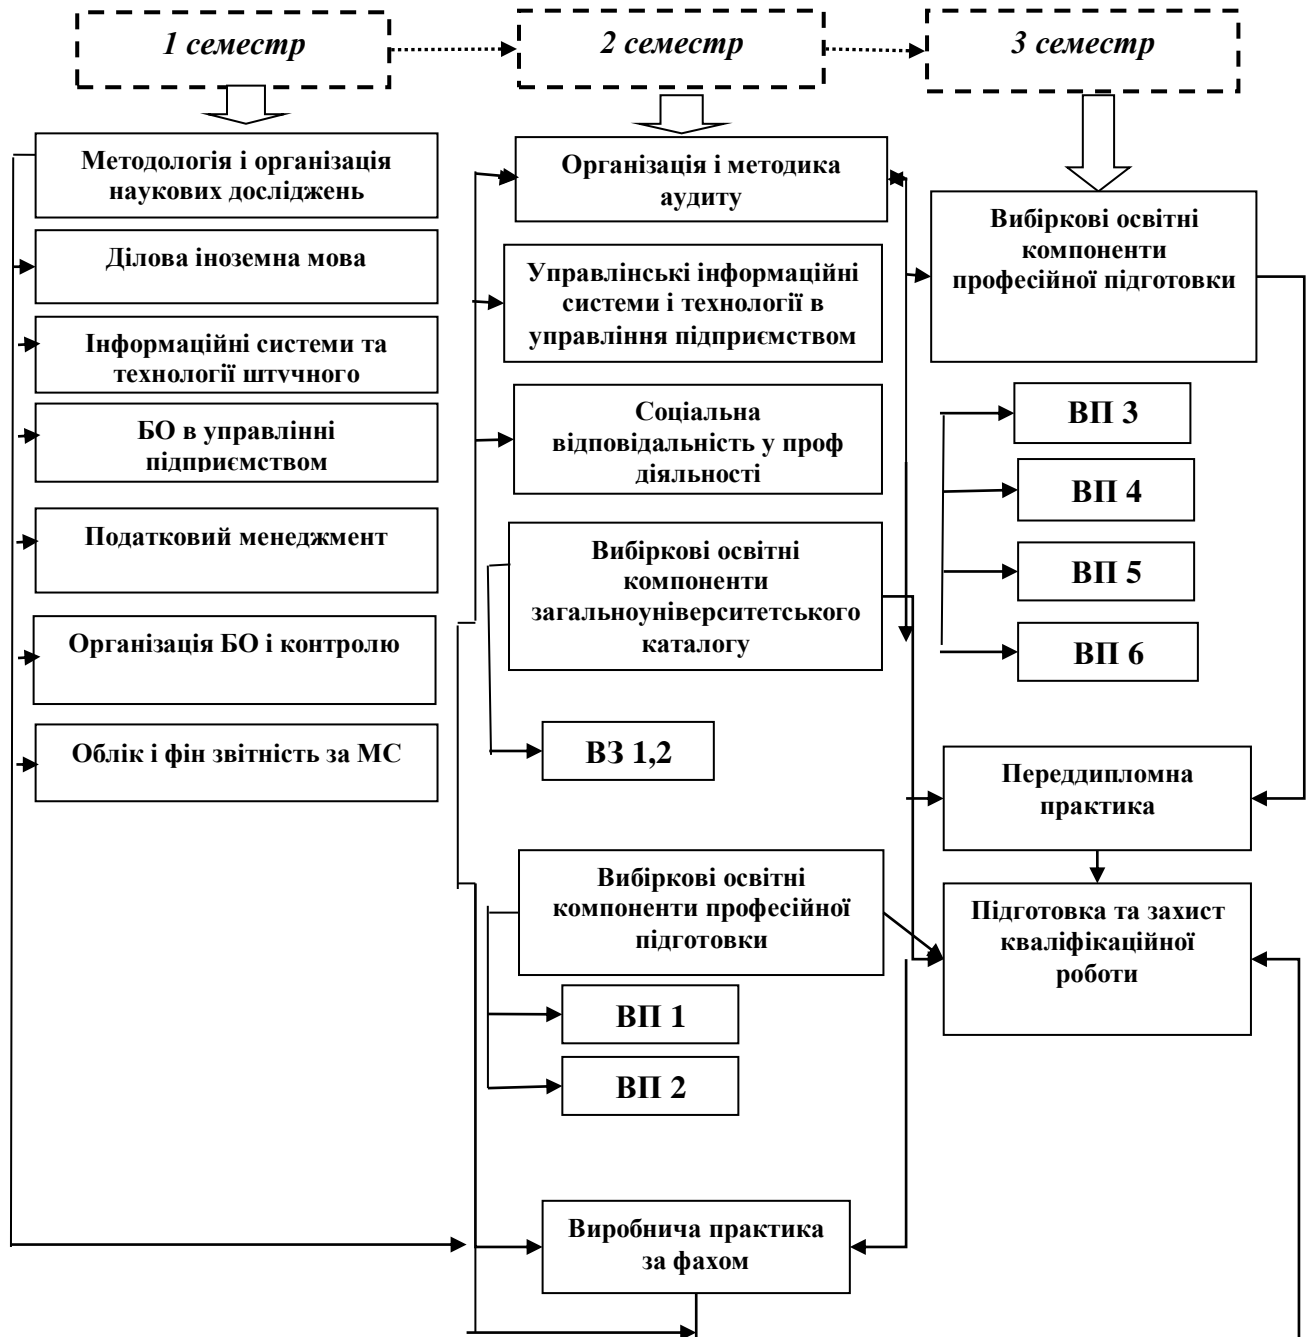 1 семестр
2 семестр
3 семестр
Методологія і організація
наукових досліджень
Ділова іноземна мова
Інформаційні системи та
технології штучного
БО в управлінні
підприємством
Податковий менеджмент
Організація БО і контролю
Облік і фін звітність за МС
Організація і методика
аудиту
Управлінські інформаційні
системи і технології в
управління підприємством
Соціальна
відповідальність у проф
діяльності
Вибіркові освітні
компоненти
загальноуніверситетського
каталогу
ВЗ 1,2
Вибіркові освітні
компоненти професійної
підготовки
ВП 1
ВП 2
Виробнича практика
за фахом
Вибіркові освітні
компоненти
професійної підготовки
ВП 3
ВП 4
ВП 5
ВП 6
Переддипломна
практика
Підготовка та захист
кваліфікаційної
роботи